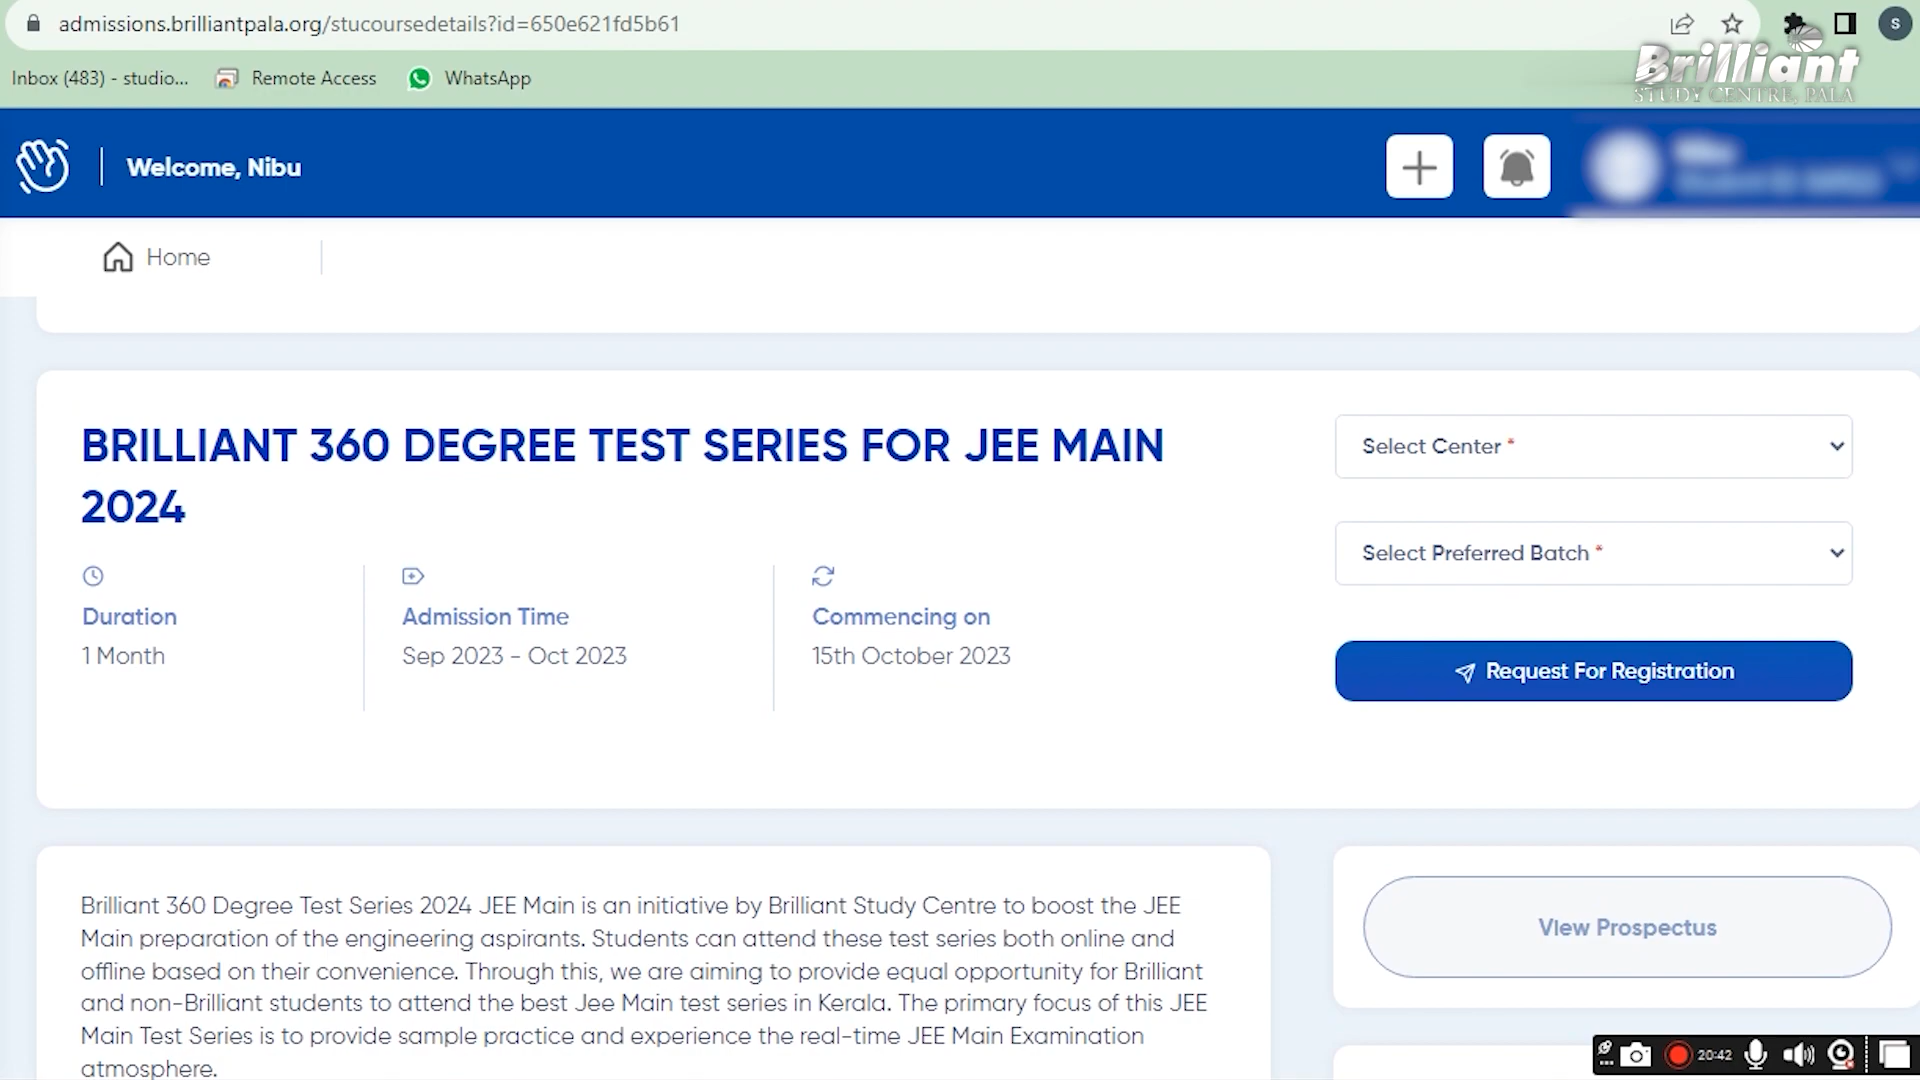 admissions.brilliantpala.org/stucoursedetails?id=650e621fd5b61
S
Brilliant
STUDY CENTRE, PALA
Inbox (483) - studio...
Remote Access
WhatsApp
Welcome, Nibu
Home
BRILLIANT 360 DEGREE TEST SERIES FOR JEE MAIN
2024
Select Center *
Select Preferred Batch *
Duration
1 Month
Admission Time
Sep 2023 - Oct 2023
Commencing on
15th October 2023
Request For Registration
Brilliant 360 Degree Test Series 2024 JEE Main is an initiative by Brilliant Study Centre to boost the JEE
Main preparation of the engineering aspirants. Students can attend these test series both online and
offline based on their convenience. Through this, we are aiming to provide equal opportunity for Brilliant
and non-Brilliant students to attend the best Jee Main test series in Kerala. The primary focus of this JEE
Main Test Series is to provide sample practice and experience the real-time JEE Main Examination
atmosphere.
View Prospectus
20:42